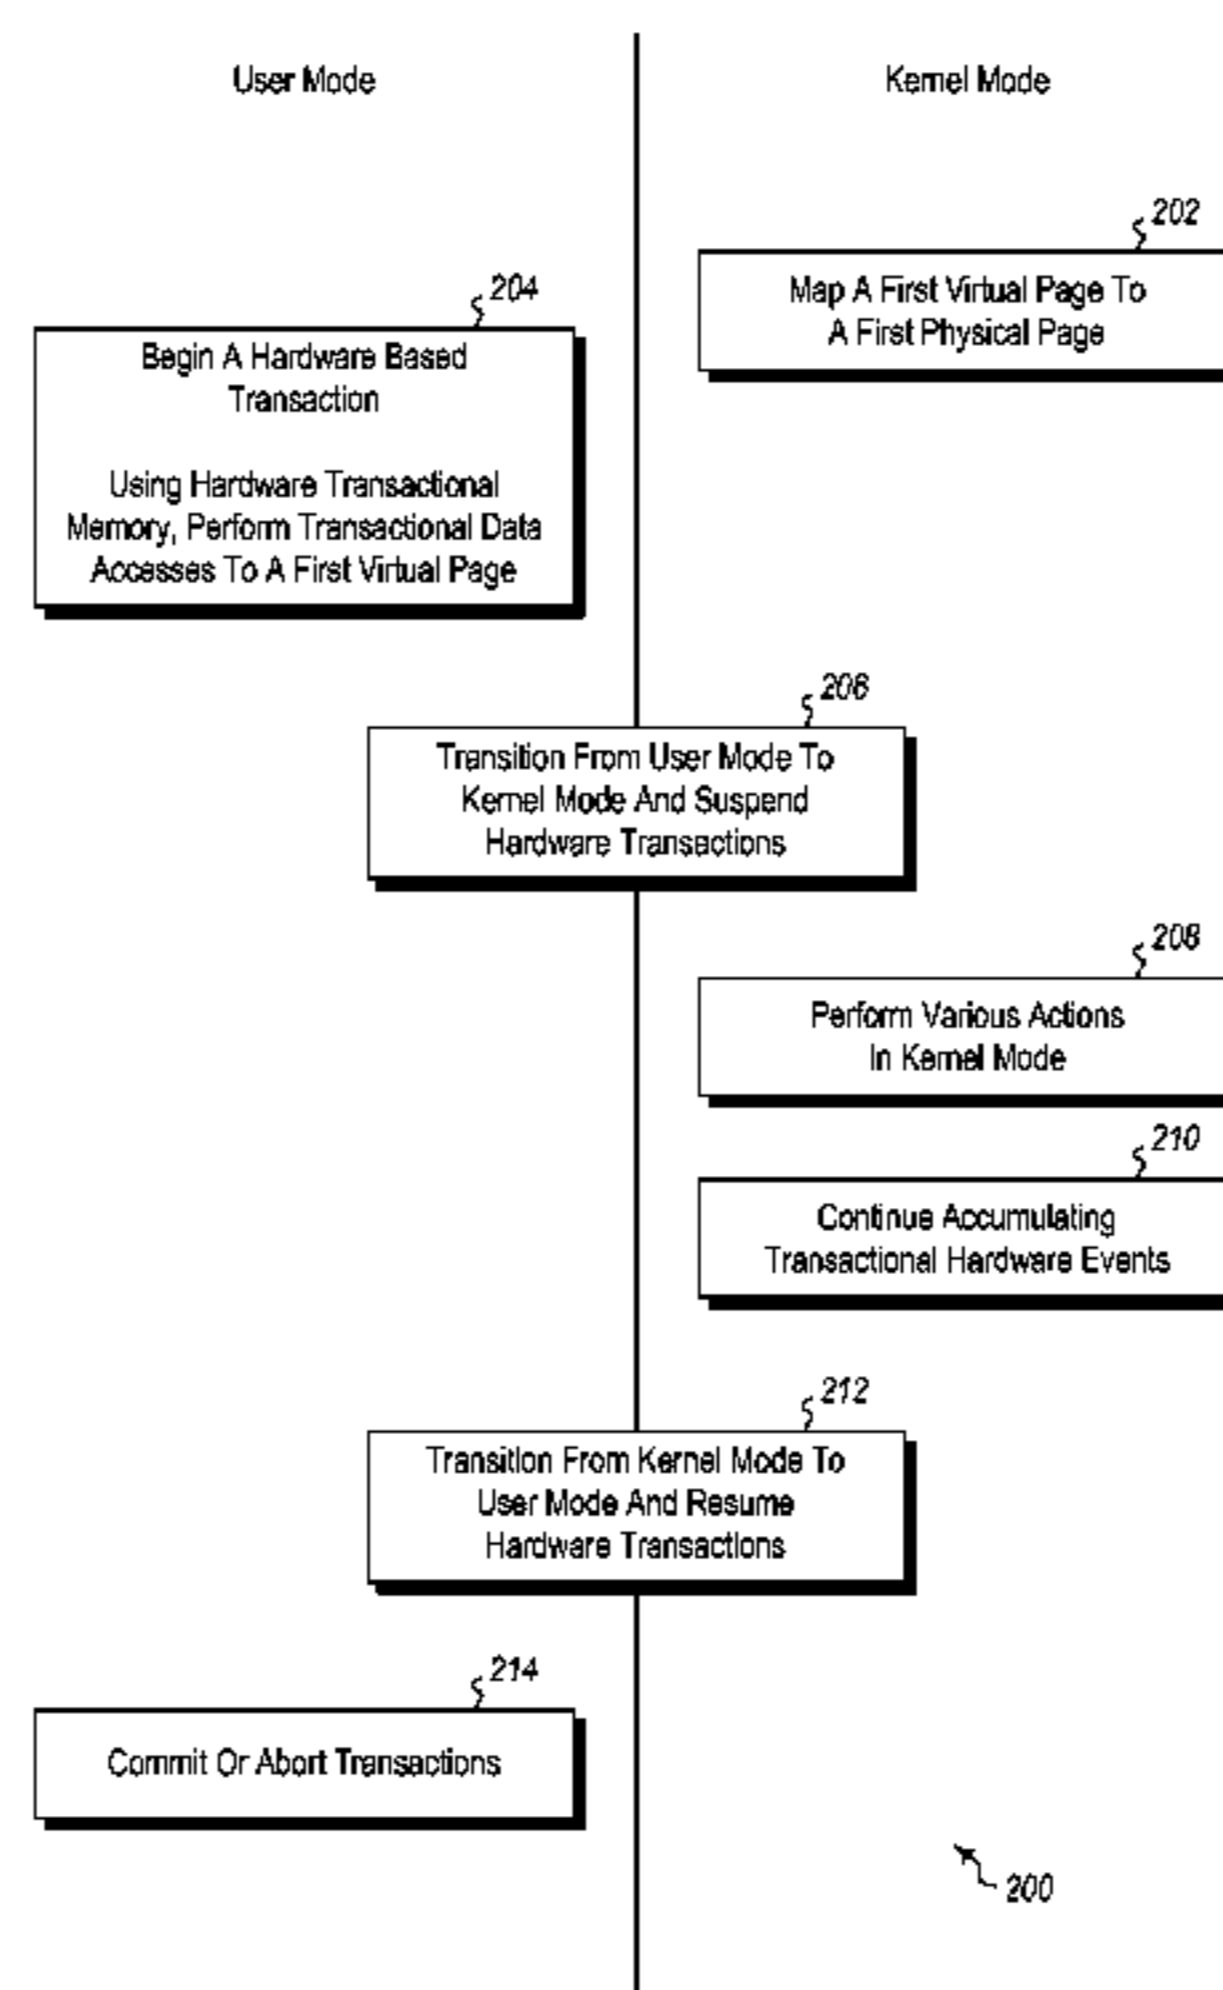 User Mode
Kernel Mode
202
Map A First Virtual Page To
A First Physical Page
204
Begin A Hardware Based
Transaction
Using Hardware Transactional
Memory, Perform Transactional Data
Accesses To A First Virtual Page
206
Transition From User Mode To
Kernel Mode And Suspend
Hardware Transactions
208
Perform Various Actions
In Kernel Mode
210
Continue Accumulating
Transactional Hardware Events
212
Transition From Kernel Mode To
User Mode And Resume
Hardware Transactions
214
Commit Or Abort Transactions
200